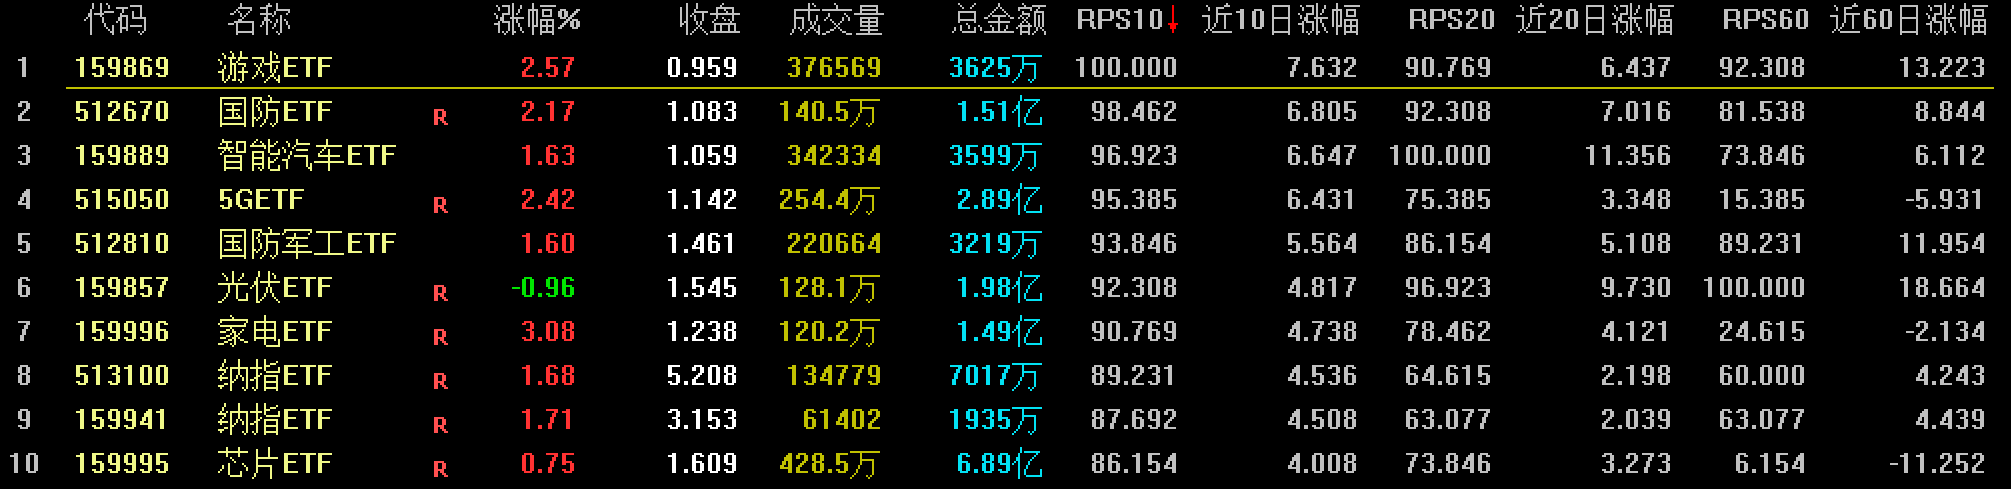 代码 名称 涨幅% 收盘 成交量 总金额 RPS10↓ 近10日涨幅 RPS20 近20日涨幅 RPS60 近60日涨幅
1 159869 游戏ETF 2.57 0.959 376569 3625万 100.000 7.632 90.769 6.437 92.308 13.223
2 512670 国防ETF R 2.17 1.083 140.5万 1.51亿 98.462 6.805 92.308 7.016 81.538 8.844
3 159889 智能汽车ETF 1.63 1.059 342334 3599万 96.923 6.647 100.000 11.356 73.846 6.112
4 515050 5GETF R 2.42 1.142 254.4万 2.89亿 95.385 6.431 75.385 3.348 15.385 -5.931
5 512810 国防军工ETF 1.60 1.461 220664 3219万 93.846 5.564 86.154 5.108 89.231 11.954
6 159857 光伏ETF R -0.96 1.545 128.1万 1.98亿 92.308 4.817 96.923 9.730 100.000 18.664
7 159996 家电ETF R 3.08 1.238 120.2万 1.49亿 90.769 4.738 78.462 4.121 24.615 -2.134
8 513100 纳指ETF R 1.68 5.208 134779 7017万 89.231 4.536 64.615 2.198 60.000 4.243
9 159941 纳指ETF R 1.71 3.153 61402 1935万 87.692 4.508 63.077 2.039 63.077 4.439
10 159995 芯片ETF R 0.75 1.609 428.5万 6.89亿 86.154 4.008 73.846 3.273 6.154 -11.252